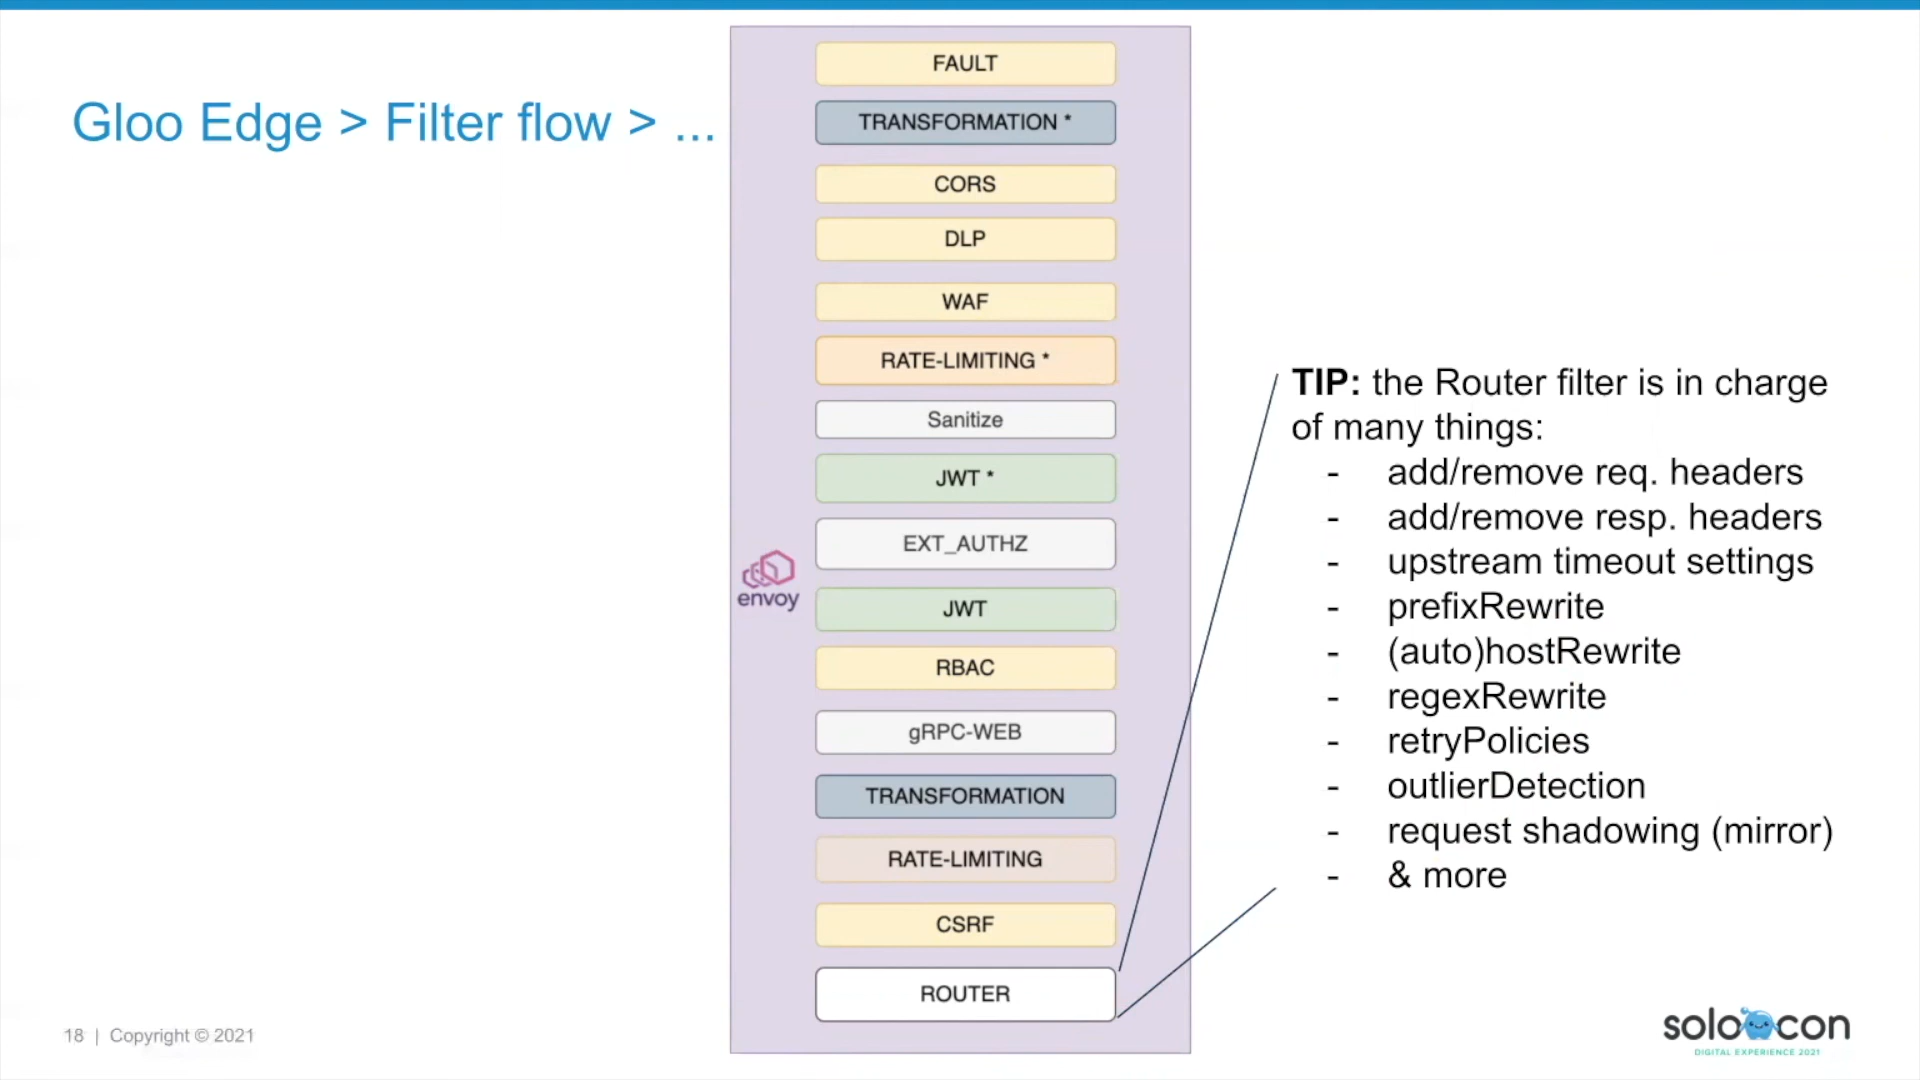 Gloo Edge > Filter flow > ...
FAULT
TRANSFORMATION *
CORS
DLP
WAF
RATE-LIMITING *
Sanitize
JWT *
EXT_AUTHZ
JWT
RBAC
gRPC-WEB
TRANSFORMATION
RATE-LIMITING
CSRF
ROUTER
envoy
TIP: the Router filter is in charge
of many things:
- add/remove req. headers
- add/remove resp. headers
- upstream timeout settings
- prefixRewrite
- (auto)hostRewrite
- regexRewrite
- retryPolicies
- outlierDetection
- request shadowing (mirror)
- & more
18 | Copyright © 2021
solo con
DIGITAL EXPERIENCE 2021